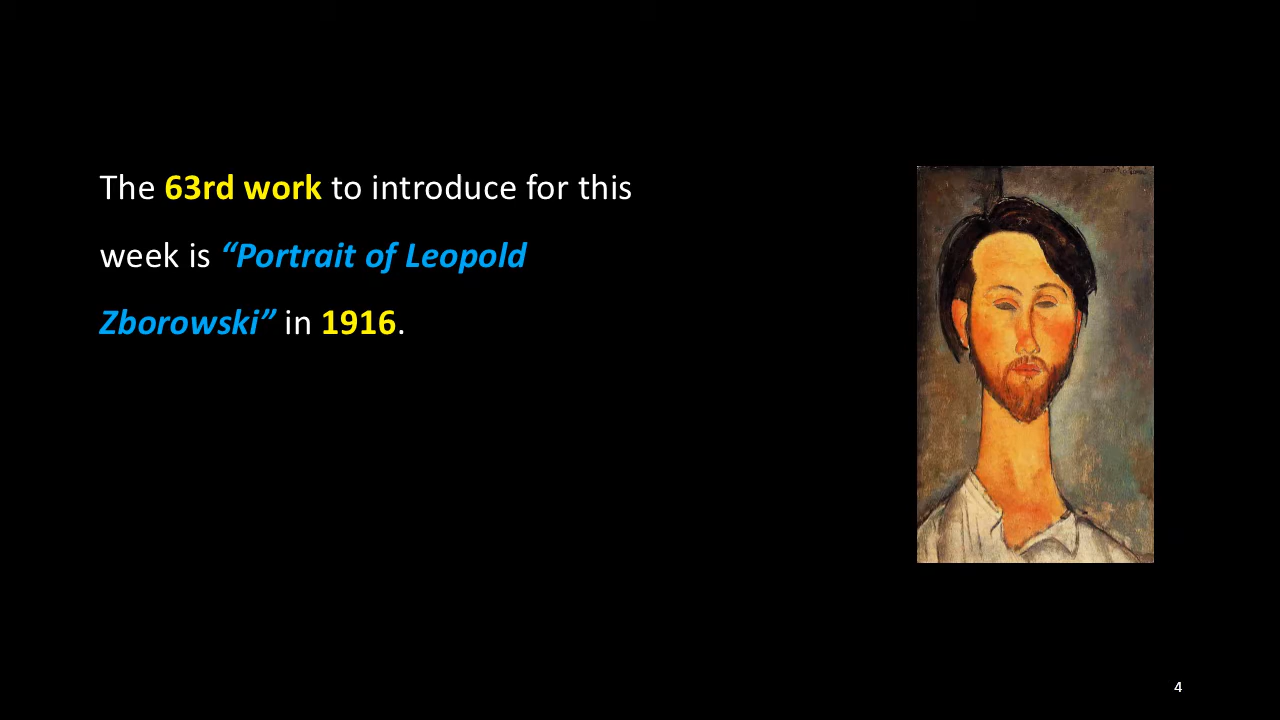 The 63rd work to introduce for this
week is “Portrait of Leopold
Zborowski” in 1916.
4